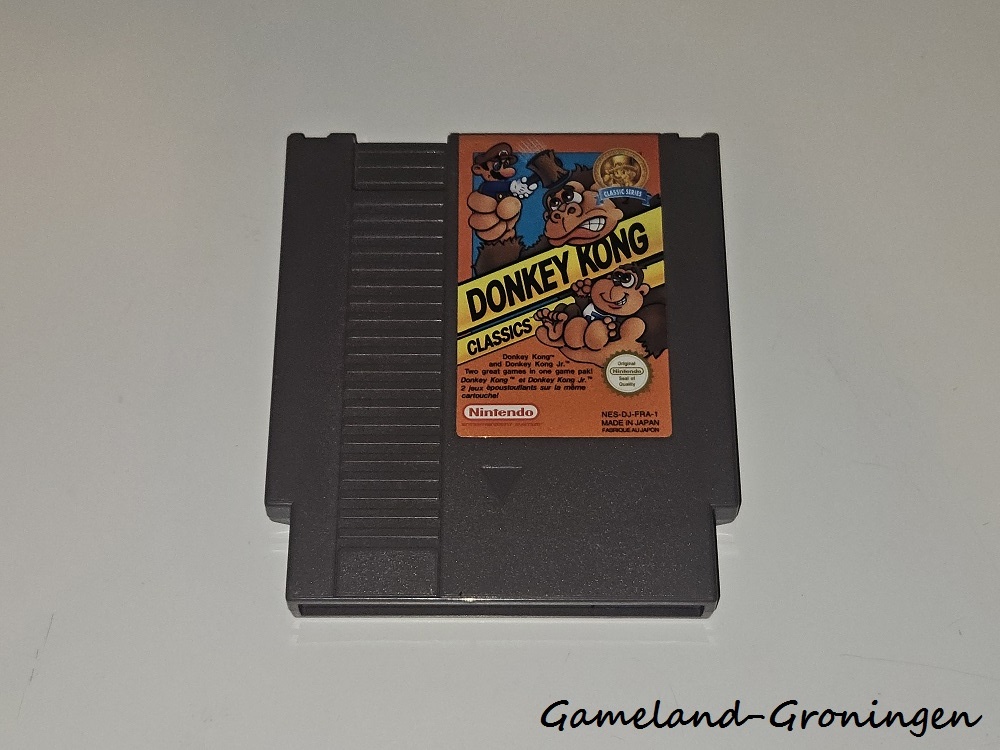 CLASSIC SERIES
DONKEY KONG
CLASSICS™
Donkey Kong™
and Donkey Kong Jr.™
Two great games in one game pak!
Donkey Kong™ et Donkey Kong Jr.™
2 jeux époustouflants sur la même
cartouche!
Original
Nintendo
Seal of
Quality
Nintendo
NES-DJ-FRA-1
MADE IN JAPAN
FABRIQUE AU JAPON
Gameland-Groningen